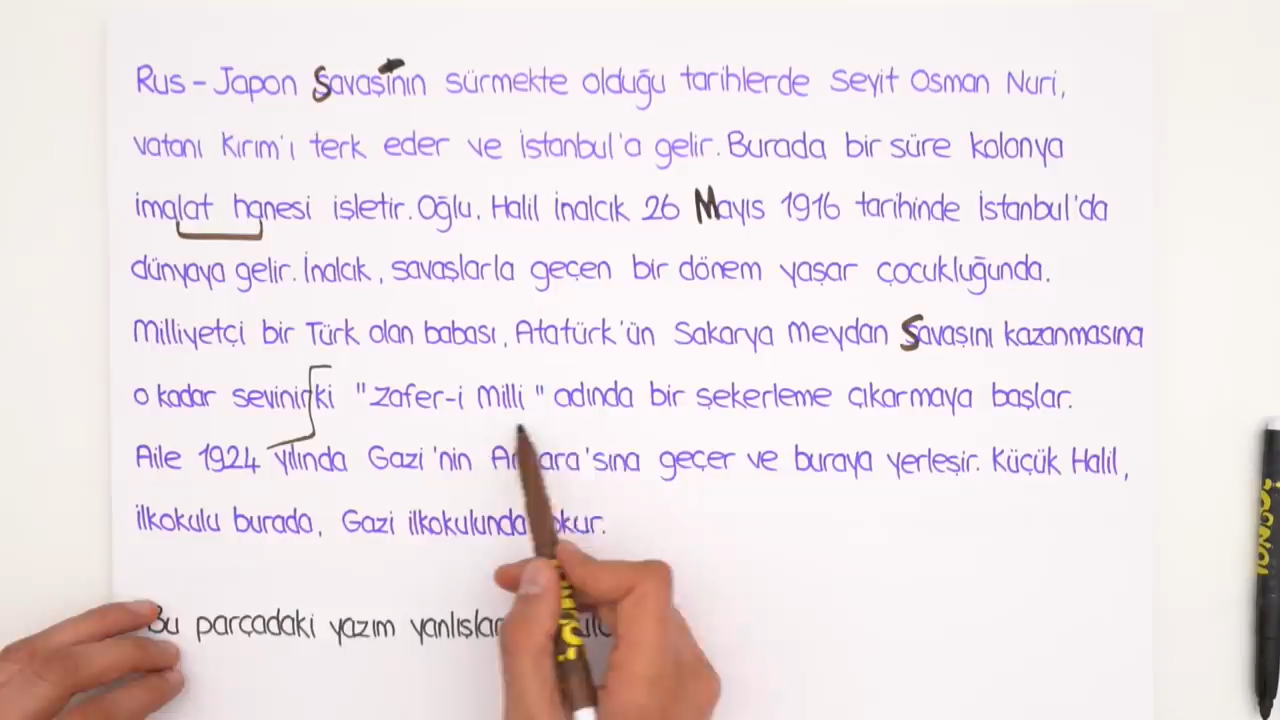 Rus - Japon Savaşı'nın sürmekte olduğu tarihlerde Seyit Osman Nuri,
vatanı Kırım'ı terk eder ve İstanbul'a gelir. Burada bir süre kolonya
imalat hanesi işletir. Oğlu, Halil İnalcık 26 Mayıs 1916 tarihinde İstanbul'da
dünyaya gelir. İnalcık, savaşlarla geçen bir dönem yaşar çocukluğunda.
Milliyetçi bir Türk olan babası, Atatürk'ün Sakarya Meydan Savaşını kazanmasına
o kadar sevinir ki "Zafer-i Milli" adında bir şekerleme çıkarmaya başlar.
Aile 1924 yılında Gazi'nin Ankara'sına geçer ve buraya yerleşir. Küçük Halil,
ilkokulu burada, Gazi ilkokulunda okur.
Bu parçadaki yazım yanlışlar